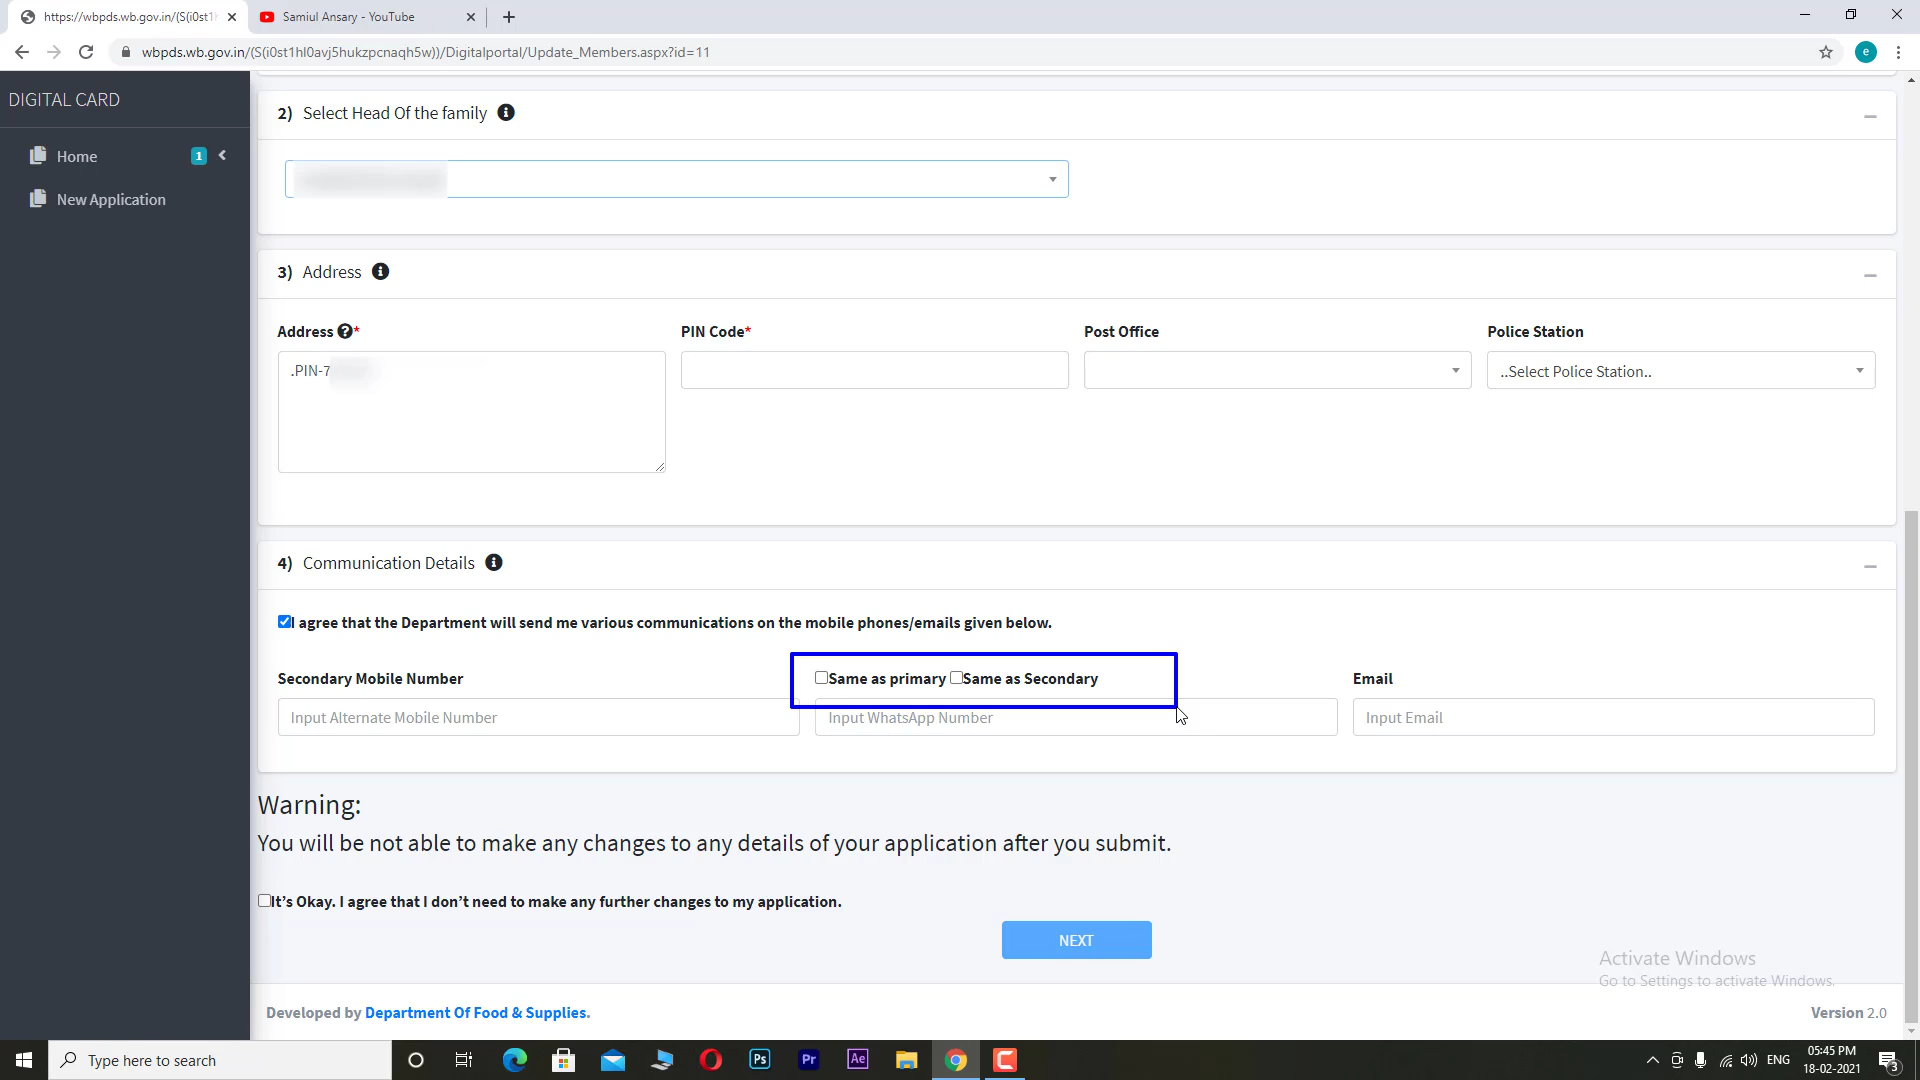 https://wbpds.wb.gov.in/(S(i0st1h
Samiul Ansary - YouTube
wbpds.wb.gov.in/(S(i0st1hl0avj5hukzpcnaqh5w))/Digitalportal/Update_Members.aspx?id=11
e
DIGITAL CARD
Home 1
New Application
2) Select Head Of the family
3) Address
Address * PIN Code* Post Office Police Station
.PIN-7
..Select Police Station..
4) Communication Details
I agree that the Department will send me various communications on the mobile phones/emails given below.
Secondary Mobile Number Same as primary Same as Secondary Email
Input Alternate Mobile Number Input WhatsApp Number Input Email
Warning:
You will be not able to make any changes to any details of your application after you submit.
It's Okay. I agree that I don't need to make any further changes to my application.
NEXT
Activate Windows
Go to Settings to activate Windows.
Developed by Department Of Food & Supplies. Version 2.0
Type here to search
Ps Pr Ae
ENG
05:45 PM
18-02-2021
3